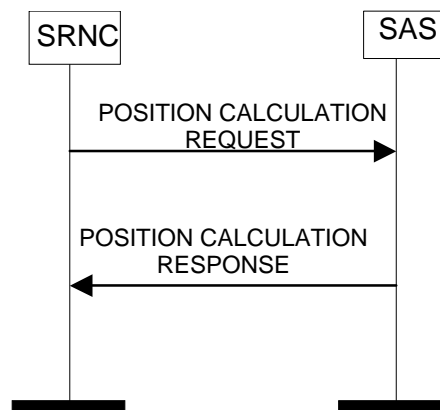 SRNC
SAS
POSITION CALCULATION
REQUEST
POSITION CALCULATION
RESPONSE